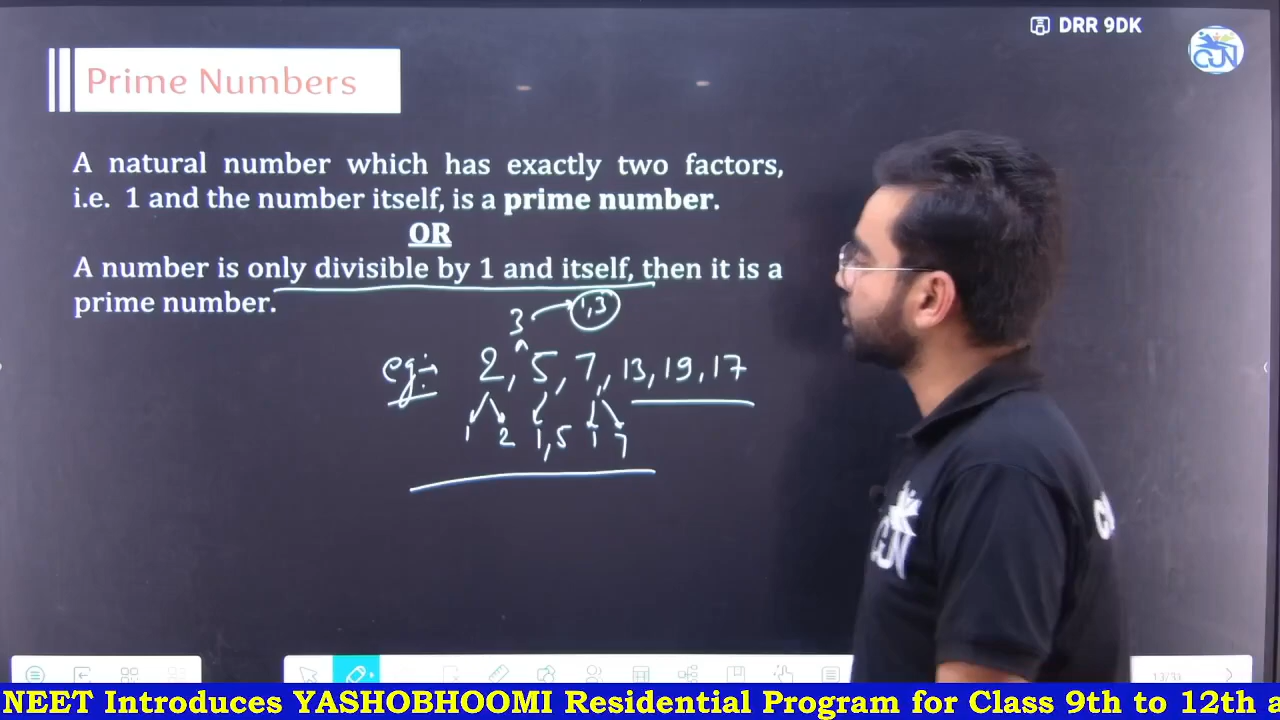 DRR 9DK
CUN
Prime Numbers
A natural number which has exactly two factors,
i.e. 1 and the number itself, is a prime number.
OR
A number is only divisible by 1 and itself, then it is a
prime number.
3 → 1,3
eg:- 2, 5, 7, 13, 19, 17
1 2 1,5 1 7
13/33
NEET Introduces YASHOBHOOMI Residential Program for Class 9th to 12th a